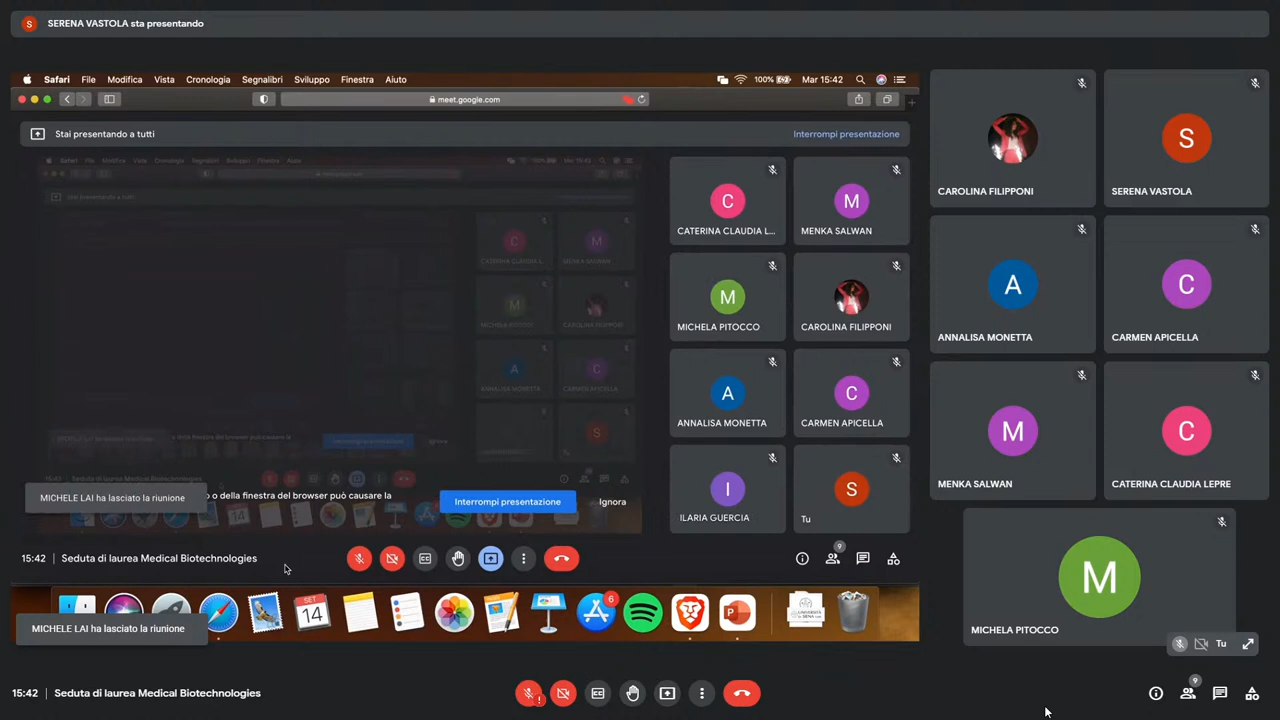 S
SERENA VASTOLA sta presentando
Safari File Modifica Vista Cronologia Segnalibri Sviluppo Finestra Aiuto
100% Mar 15:42
meet.google.com
Stai presentando a tutti
Interrompi presentazione
C
CATERINA CLAUDIA L...
M
MENKA SALWAN
M
MICHELA PITOCCO
CAROLINA FILIPPONI
A
ANNALISA MONETTA
C
CARMEN APICELLA
I
ILARIA GUERCIA
S
Tu
o della finestra del browser può causare la
Interrompi presentazione
Ignora
MICHELE LAI ha lasciato la riunione
15:42 | Seduta di laurea Medical Biotechnologies
9
SET
14
6
MICHELE LAI ha lasciato la riunione
CAROLINA FILIPPONI
S
SERENA VASTOLA
A
ANNALISA MONETTA
C
CARMEN APICELLA
M
MENKA SALWAN
C
CATERINA CLAUDIA LEPRE
M
MICHELA PITOCCO
Tu
15:42 | Seduta di laurea Medical Biotechnologies
9